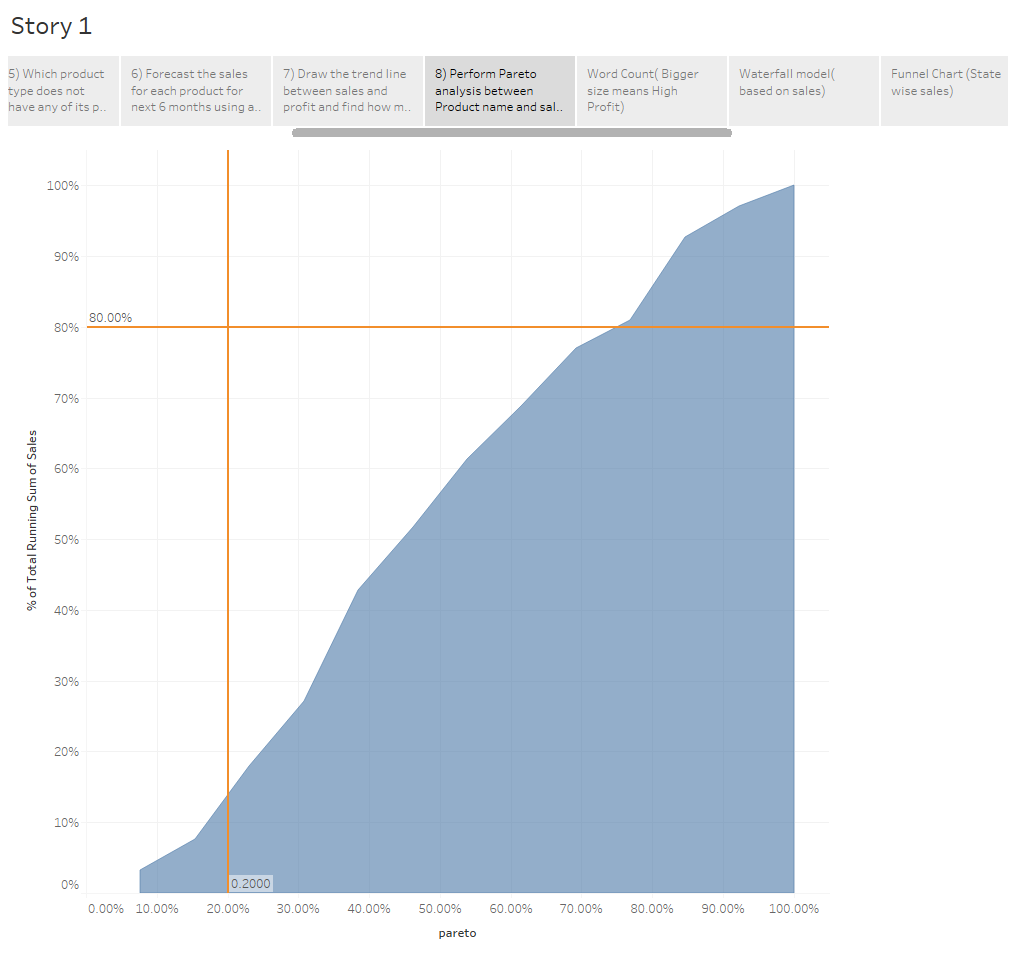 Story 1
5) Which product
type does not
have any of its p..
6) Forecast the sales
for each product for
next 6 months using a..
7) Draw the trend line
between sales and
profit and find how m..
8) Perform Pareto
analysis between
Product name and sal..
Word Count( Bigger
size means High
Profit)
Waterfall model(
based on sales)
Funnel Chart (State
wise sales)
100%
90%
80.00%
80%
70%
60%
50%
40%
30%
20%
10%
0%
% of Total Running Sum of Sales
0.2000
0.00% 10.00% 20.00% 30.00% 40.00% 50.00% 60.00% 70.00% 80.00% 90.00% 100.00%
pareto